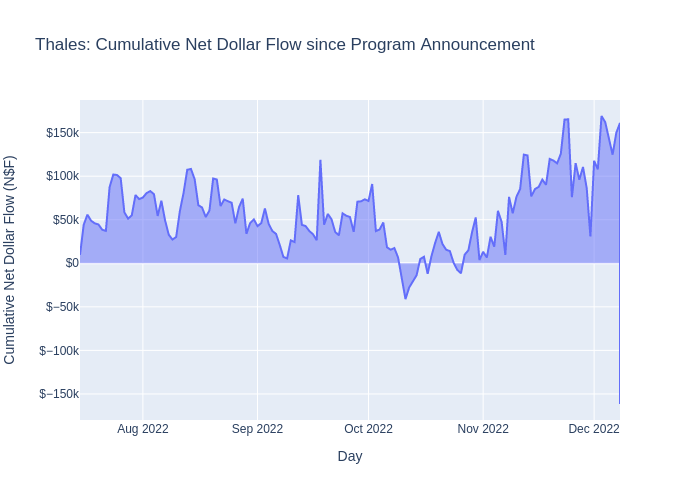 Thales: Cumulative Net Dollar Flow since Program Announcement
Cumulative Net Dollar Flow (N$F)
$150k
$100k
$50k
$0
$−50k
$−100k
$−150k
Aug 2022 Sep 2022 Oct 2022 Nov 2022 Dec 2022
Day